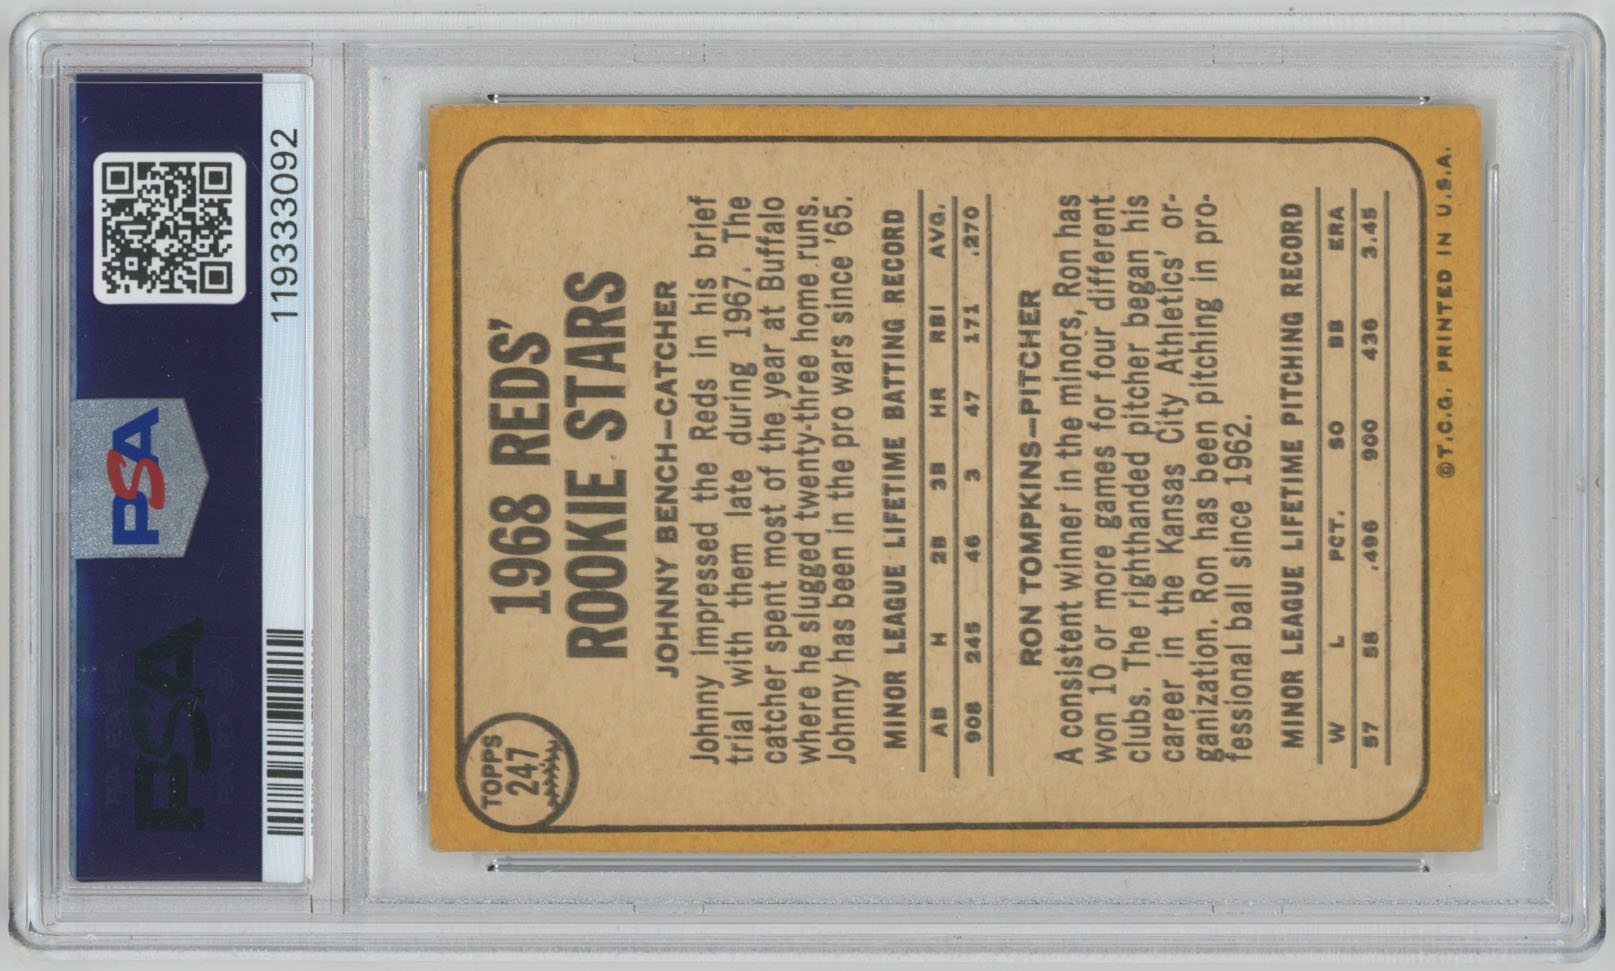 PSA
PSA
119333092
TOPPS
247
1968 REDS'
ROOKIE STARS
JOHNNY BENCH—CATCHER
Johnny impressed the Reds in his brief
trial with them late during 1967. The
catcher spent most of the year at Buffalo
where he slugged twenty-three home runs.
Johnny has been in the pro wars since '65.
MINOR LEAGUE LIFETIME BATTING RECORD
AB H 2B 3B HR RBI AVG.
908 245 46 3 47 171 .270
RON TOMPKINS—PITCHER
A consistent winner in the minors, Ron has
won 10 or more games for four different
clubs. The righthanded pitcher began his
career in the Kansas City Athletics' or-
ganization. Ron has been pitching in pro-
fessional ball since 1962.
MINOR LEAGUE LIFETIME PITCHING RECORD
W L PCT. SO BB ERA
57 58 .496 900 430 3.45
©T.C.G. PRINTED IN U.S.A.